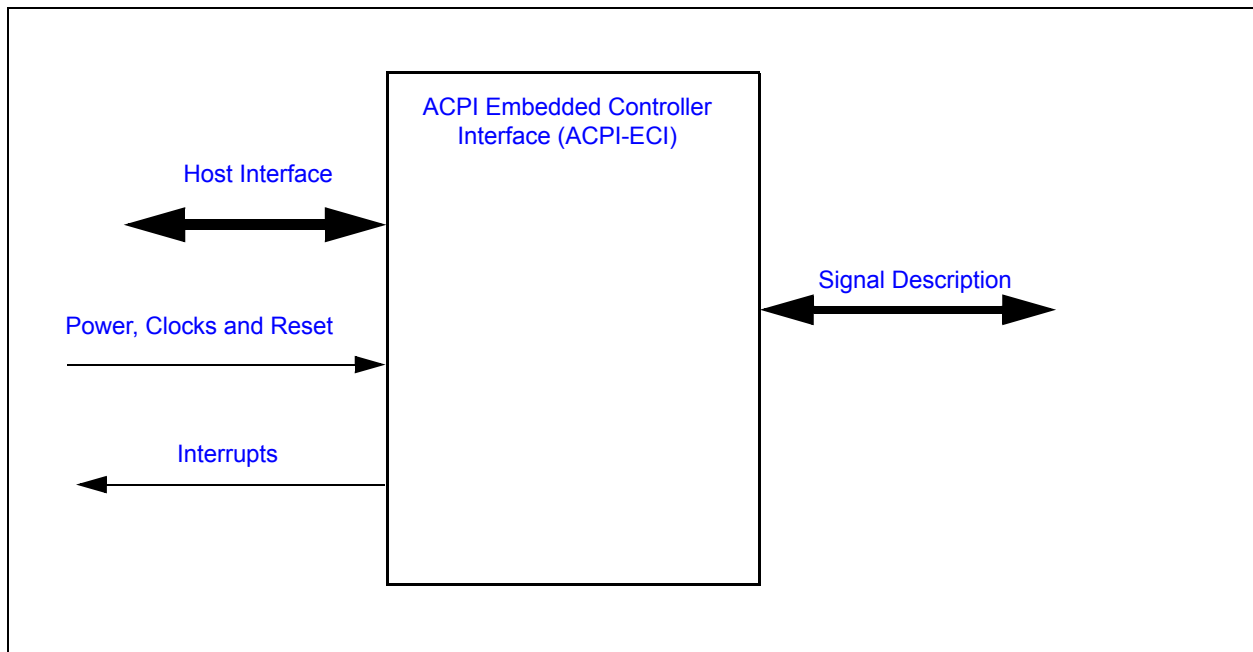 ACPI Embedded Controller
Interface (ACPI-ECI)
Host Interface
Signal Description
Power, Clocks and Reset
Interrupts